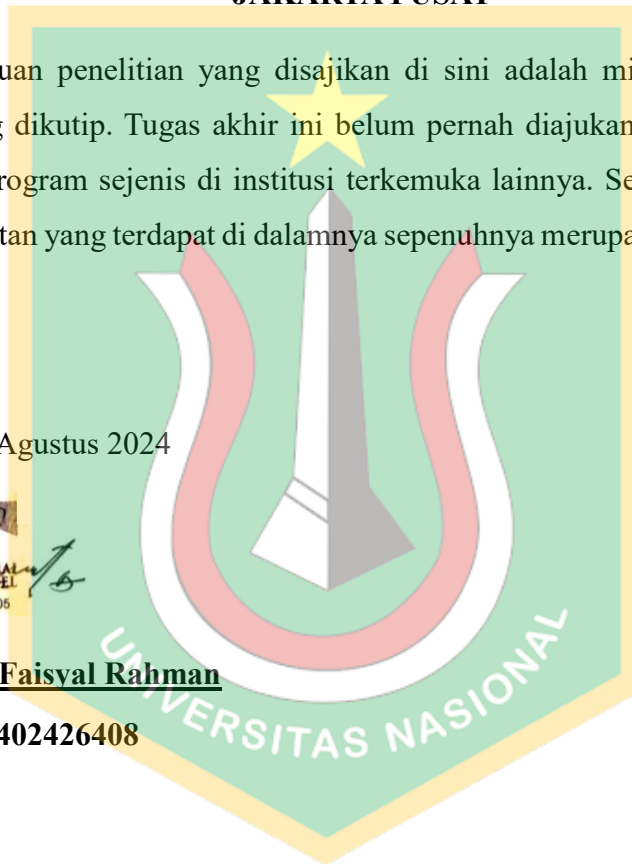 JAKARTA PUSAT
uan penelitian yang disajikan di sini adalah mi
g dikutip. Tugas akhir ini belum pernah diajukan
rogram sejenis di institusi terkemuka lainnya. Se
tan yang terdapat di dalamnya sepenuhnya merupa
Agustus 2024
EL
05
Faisyal Rahman
402426408
UNIVERSITAS NASIONAL